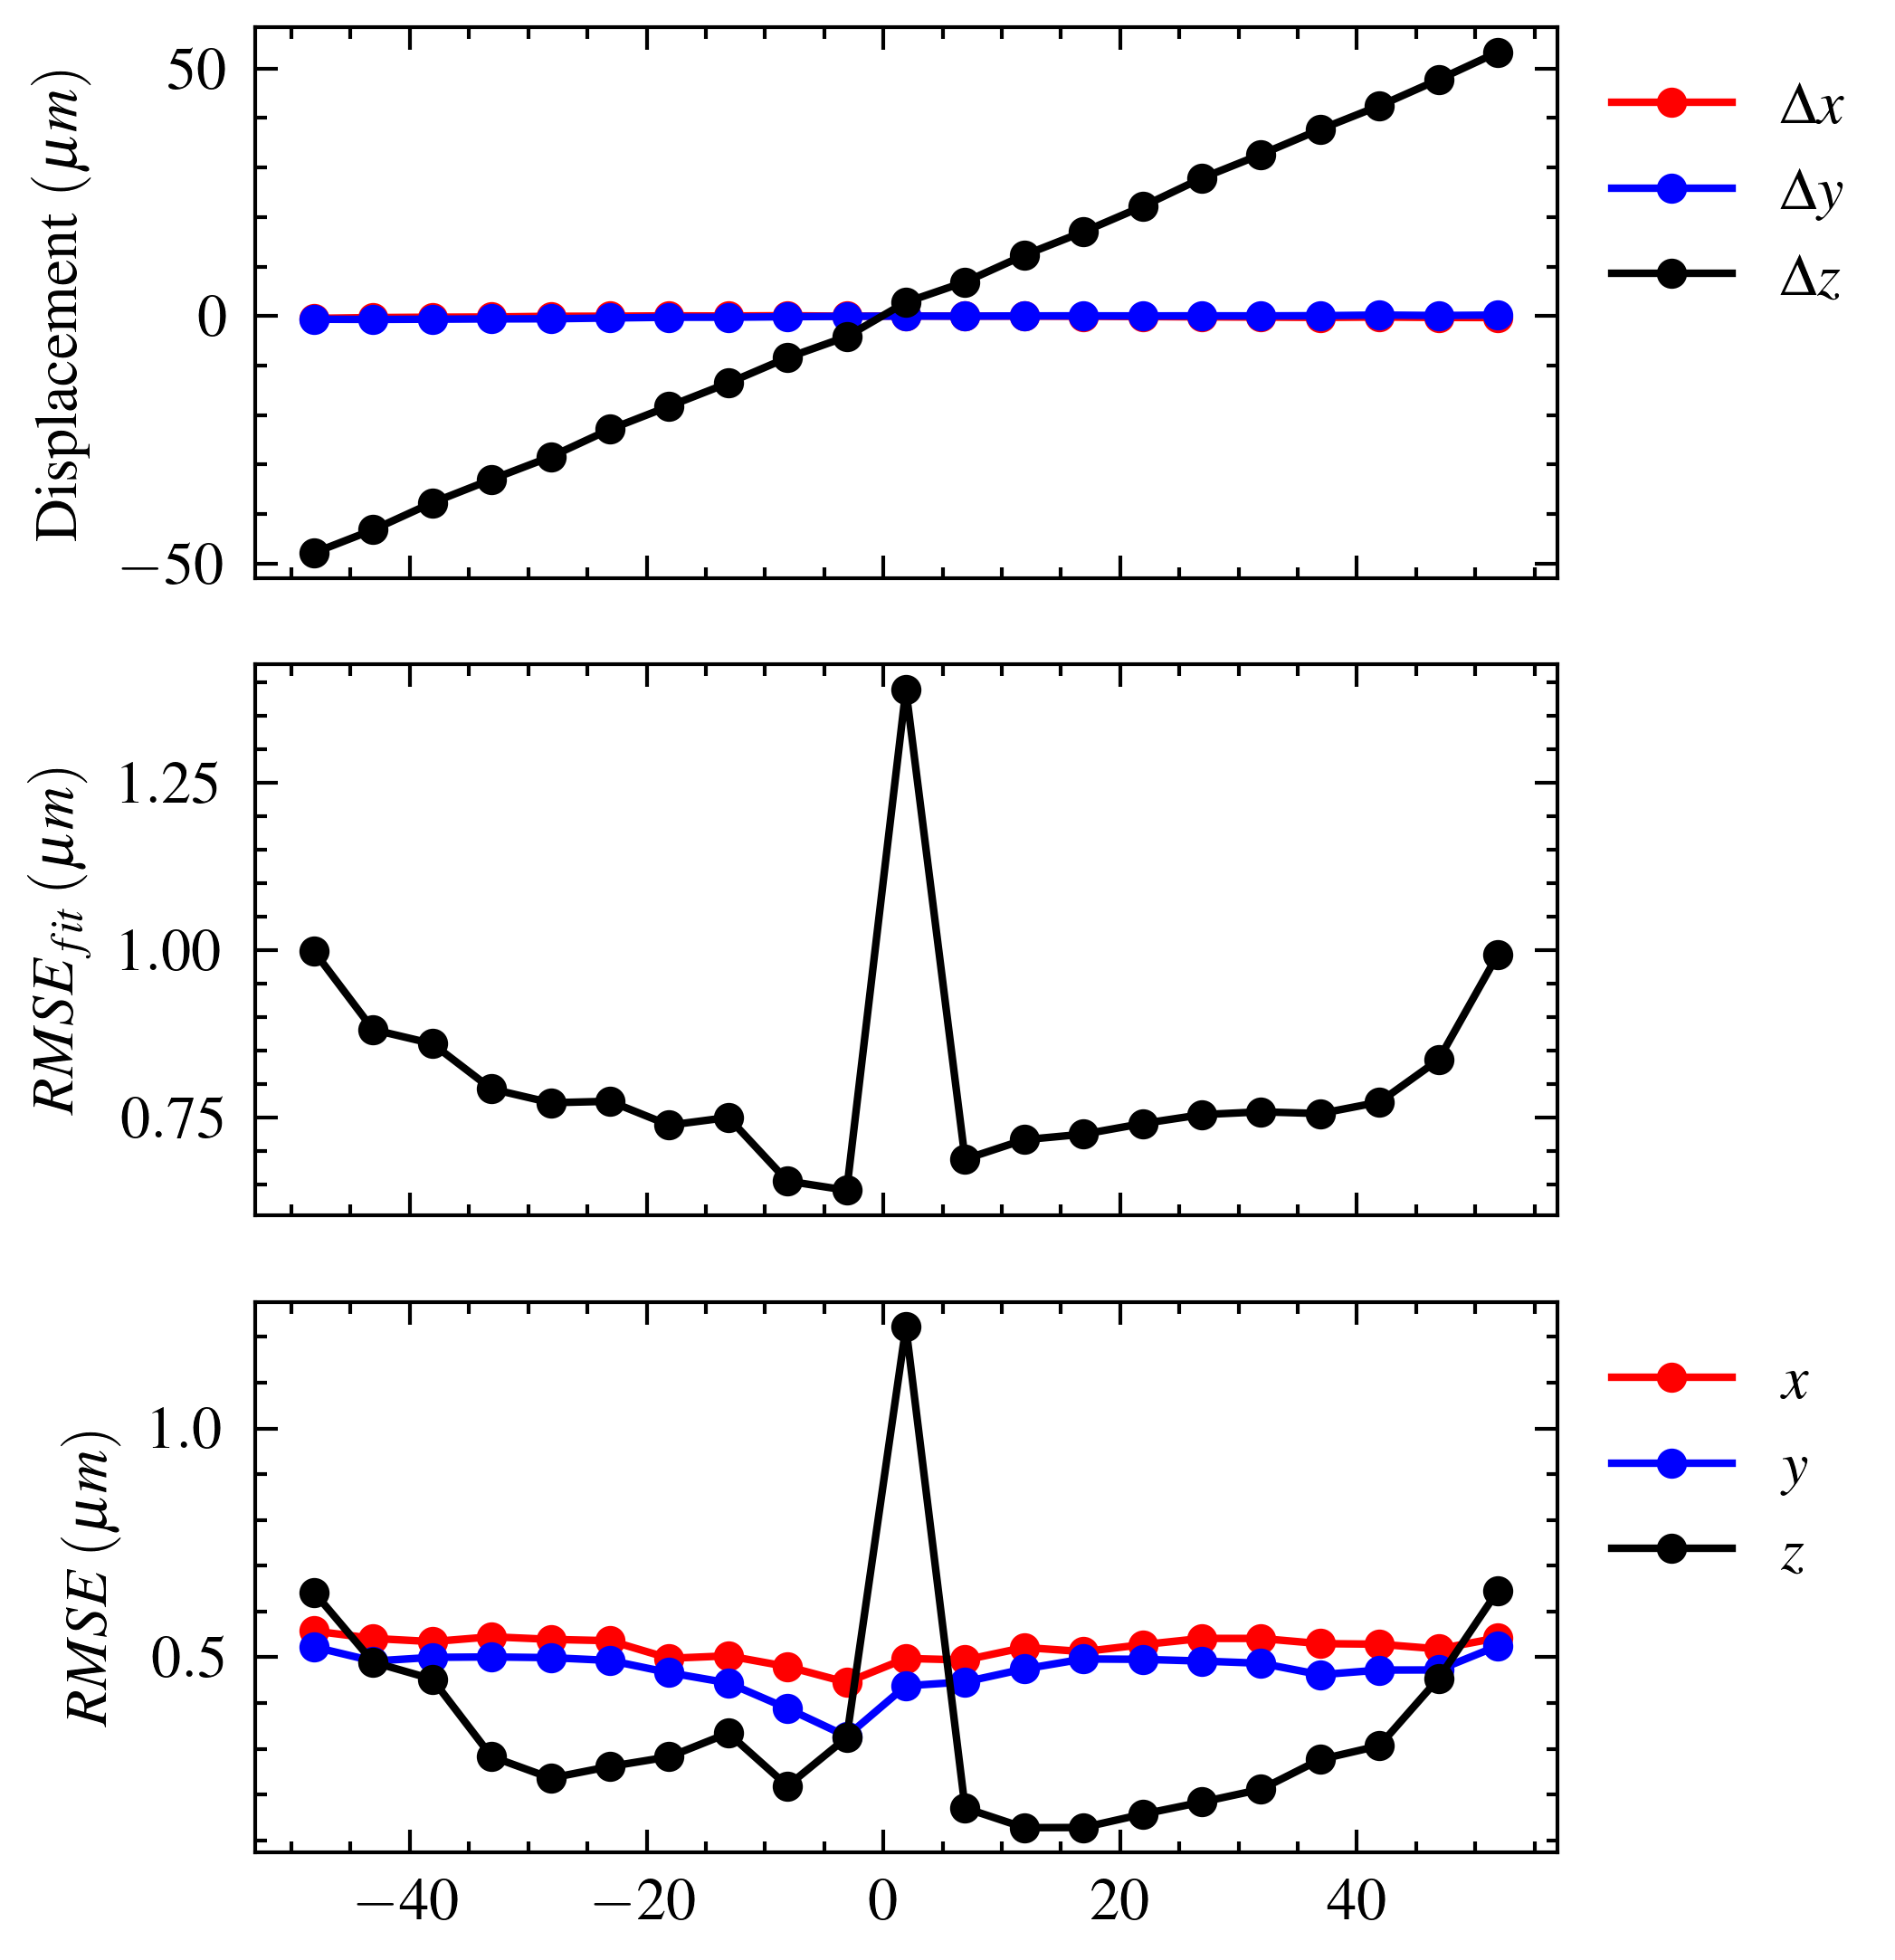 Displacement (μm)
50
0
−50
Δx
Δy
Δz
RMSE_fit (μm)
1.25
1.00
0.75
RMSE (μm)
1.0
0.5
x
y
z
−40 −20 0 20 40